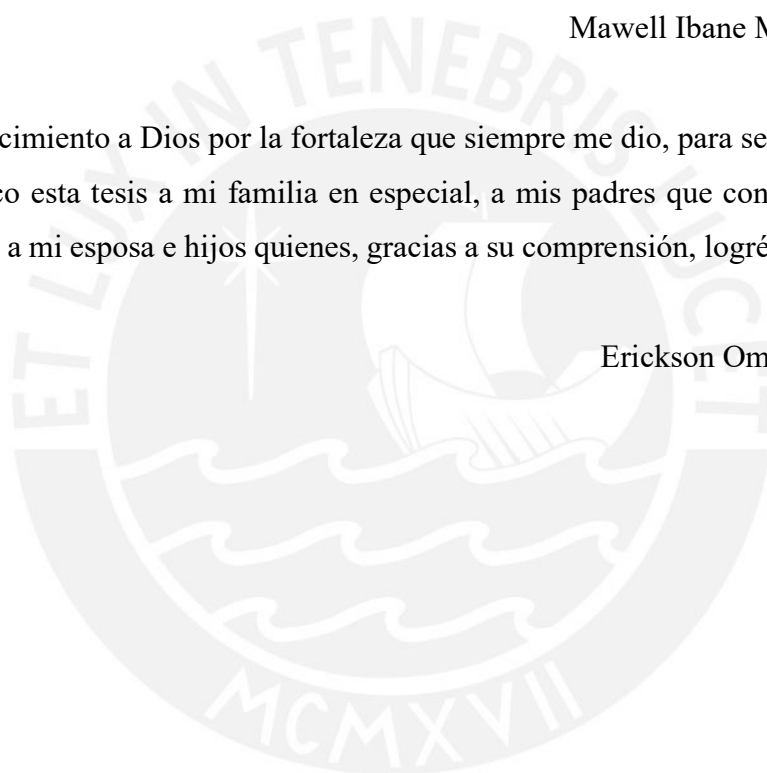 Mawell Ibane M
cimiento a Dios por la fortaleza que siempre me dio, para se
co esta tesis a mi familia en especial, a mis padres que con
a mi esposa e hijos quienes, gracias a su comprensión, logré
Erickson Om
ET LUX IN TENEBRIS LUCET
MCMXVII